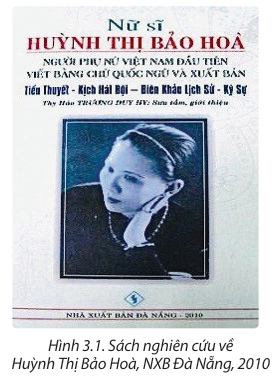 Nữ sĩ
HUỲNH THỊ BẢO HOÀ
NGƯỜI PHỤ NỮ VIỆT NAM ĐẦU TIÊN
VIẾT BẰNG CHỮ QUỐC NGỮ VÀ XUẤT BẢN
Tiểu Thuyết - Kịch Hát Bội – Biên Khảo Lịch Sử - Ký Sự
Thy Hảo TRƯƠNG DUY HY: Sưu tầm, giới thiệu
NHÀ XUẤT BẢN ĐÀ NẴNG - 2010
Hình 3.1. Sách nghiên cứu về
Huỳnh Thị Bảo Hoà, NXB Đà Nẵng, 2010